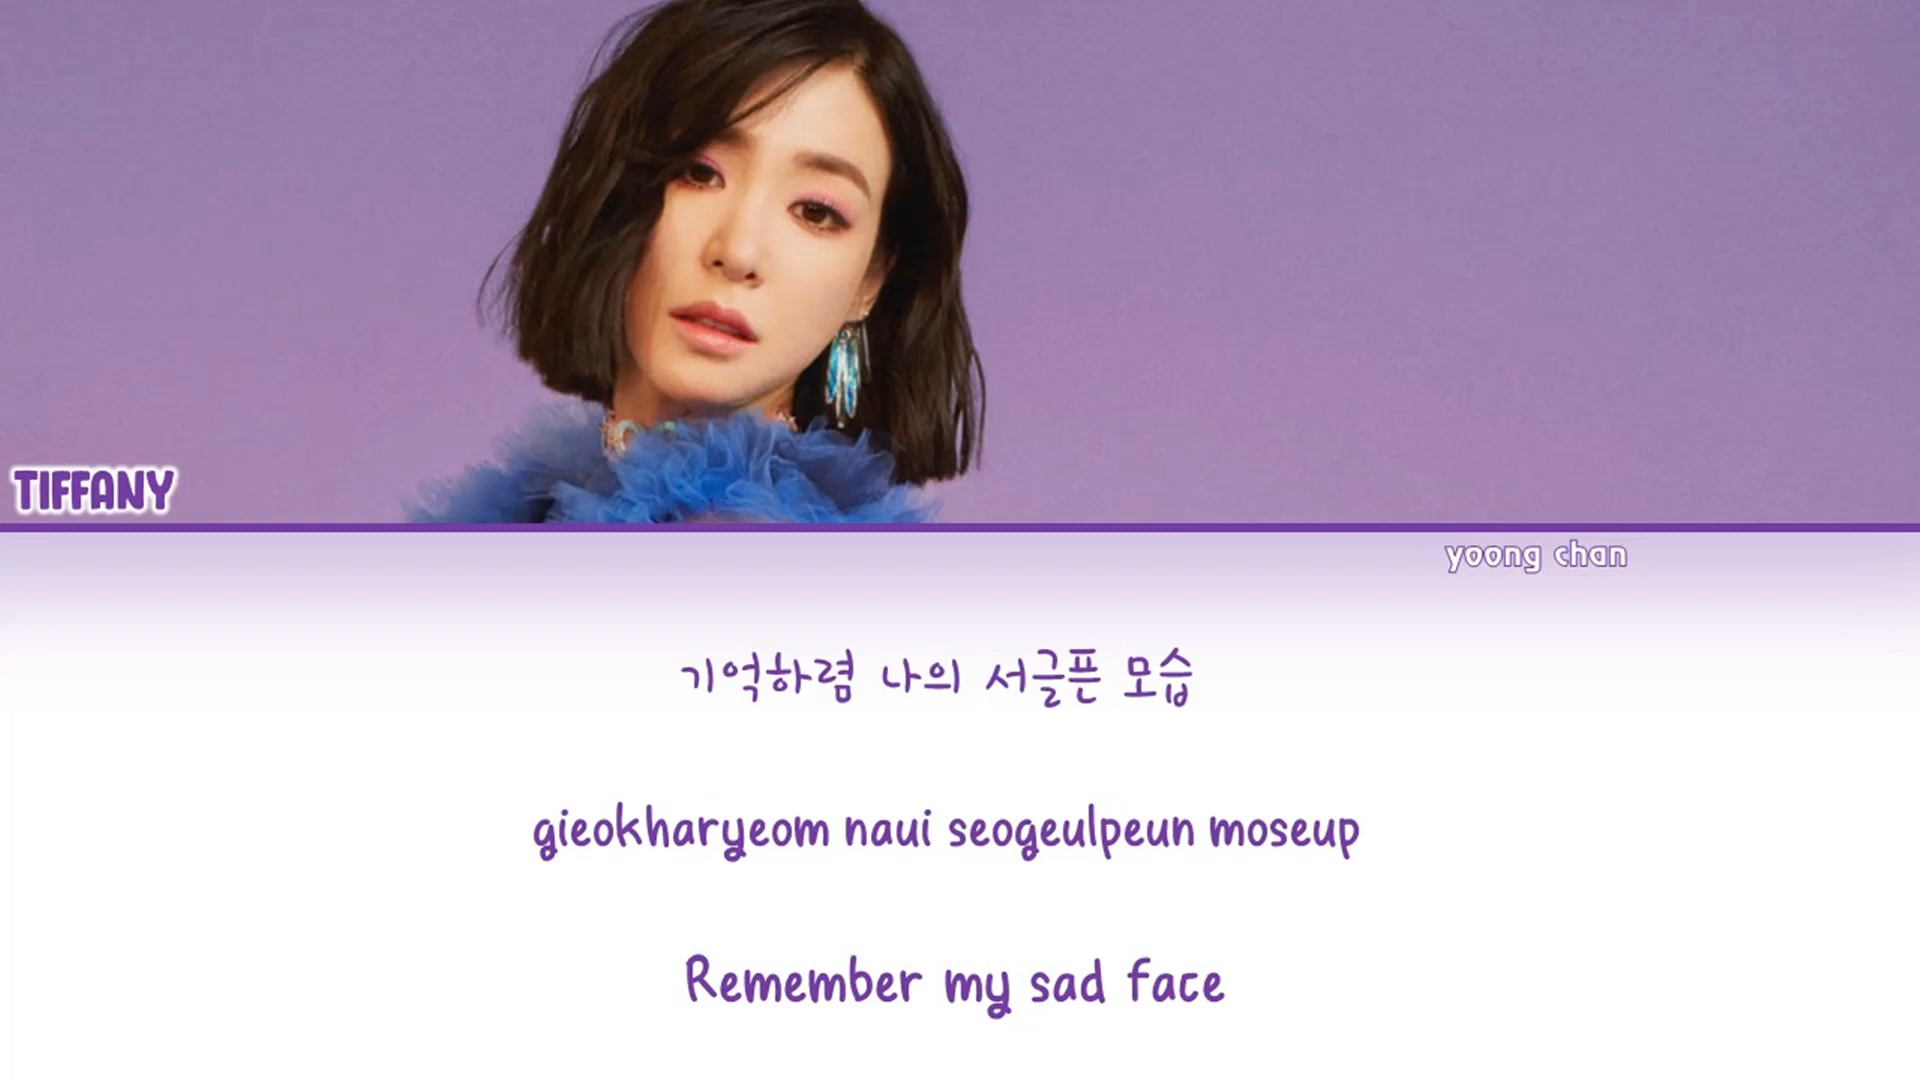 TIFFANY
yoong chan
기억하렴 나의 서글픈 모습
gieokharyeom naui seogeulpeun moseup
Remember my sad face